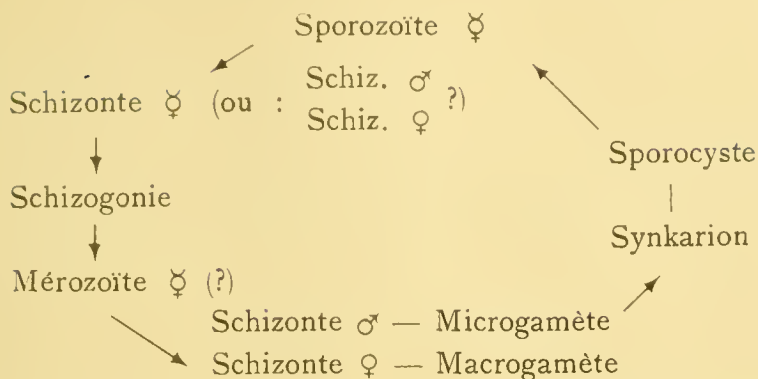 Sporozoïte ☿
Schizonte ☿ (ou : Schiz. ♂ ?)
Schiz. ♀
Sporocyste
Schizogonie
Synkarion
Mérozoïte ☿ (?)
Schizonte ♂ — Microgamète
Schizonte ♀ — Macrogamète